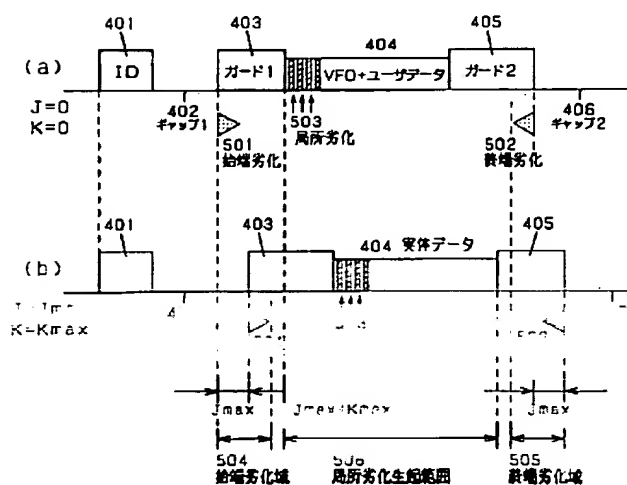 401 403 404 405
(a) ID ガード1 VFO+ユーザデータ ガード2
J=0 402 503 406
K=0 ギャップ1 局所劣化 ギャップ2
501 502
始端劣化 終端劣化
401 403 404 実体データ 405
(b)
K=Kmax
Jmax Jmax+Kmax Jmax
504 506 505
始端劣化域 局所劣化生起範囲 終端劣化域